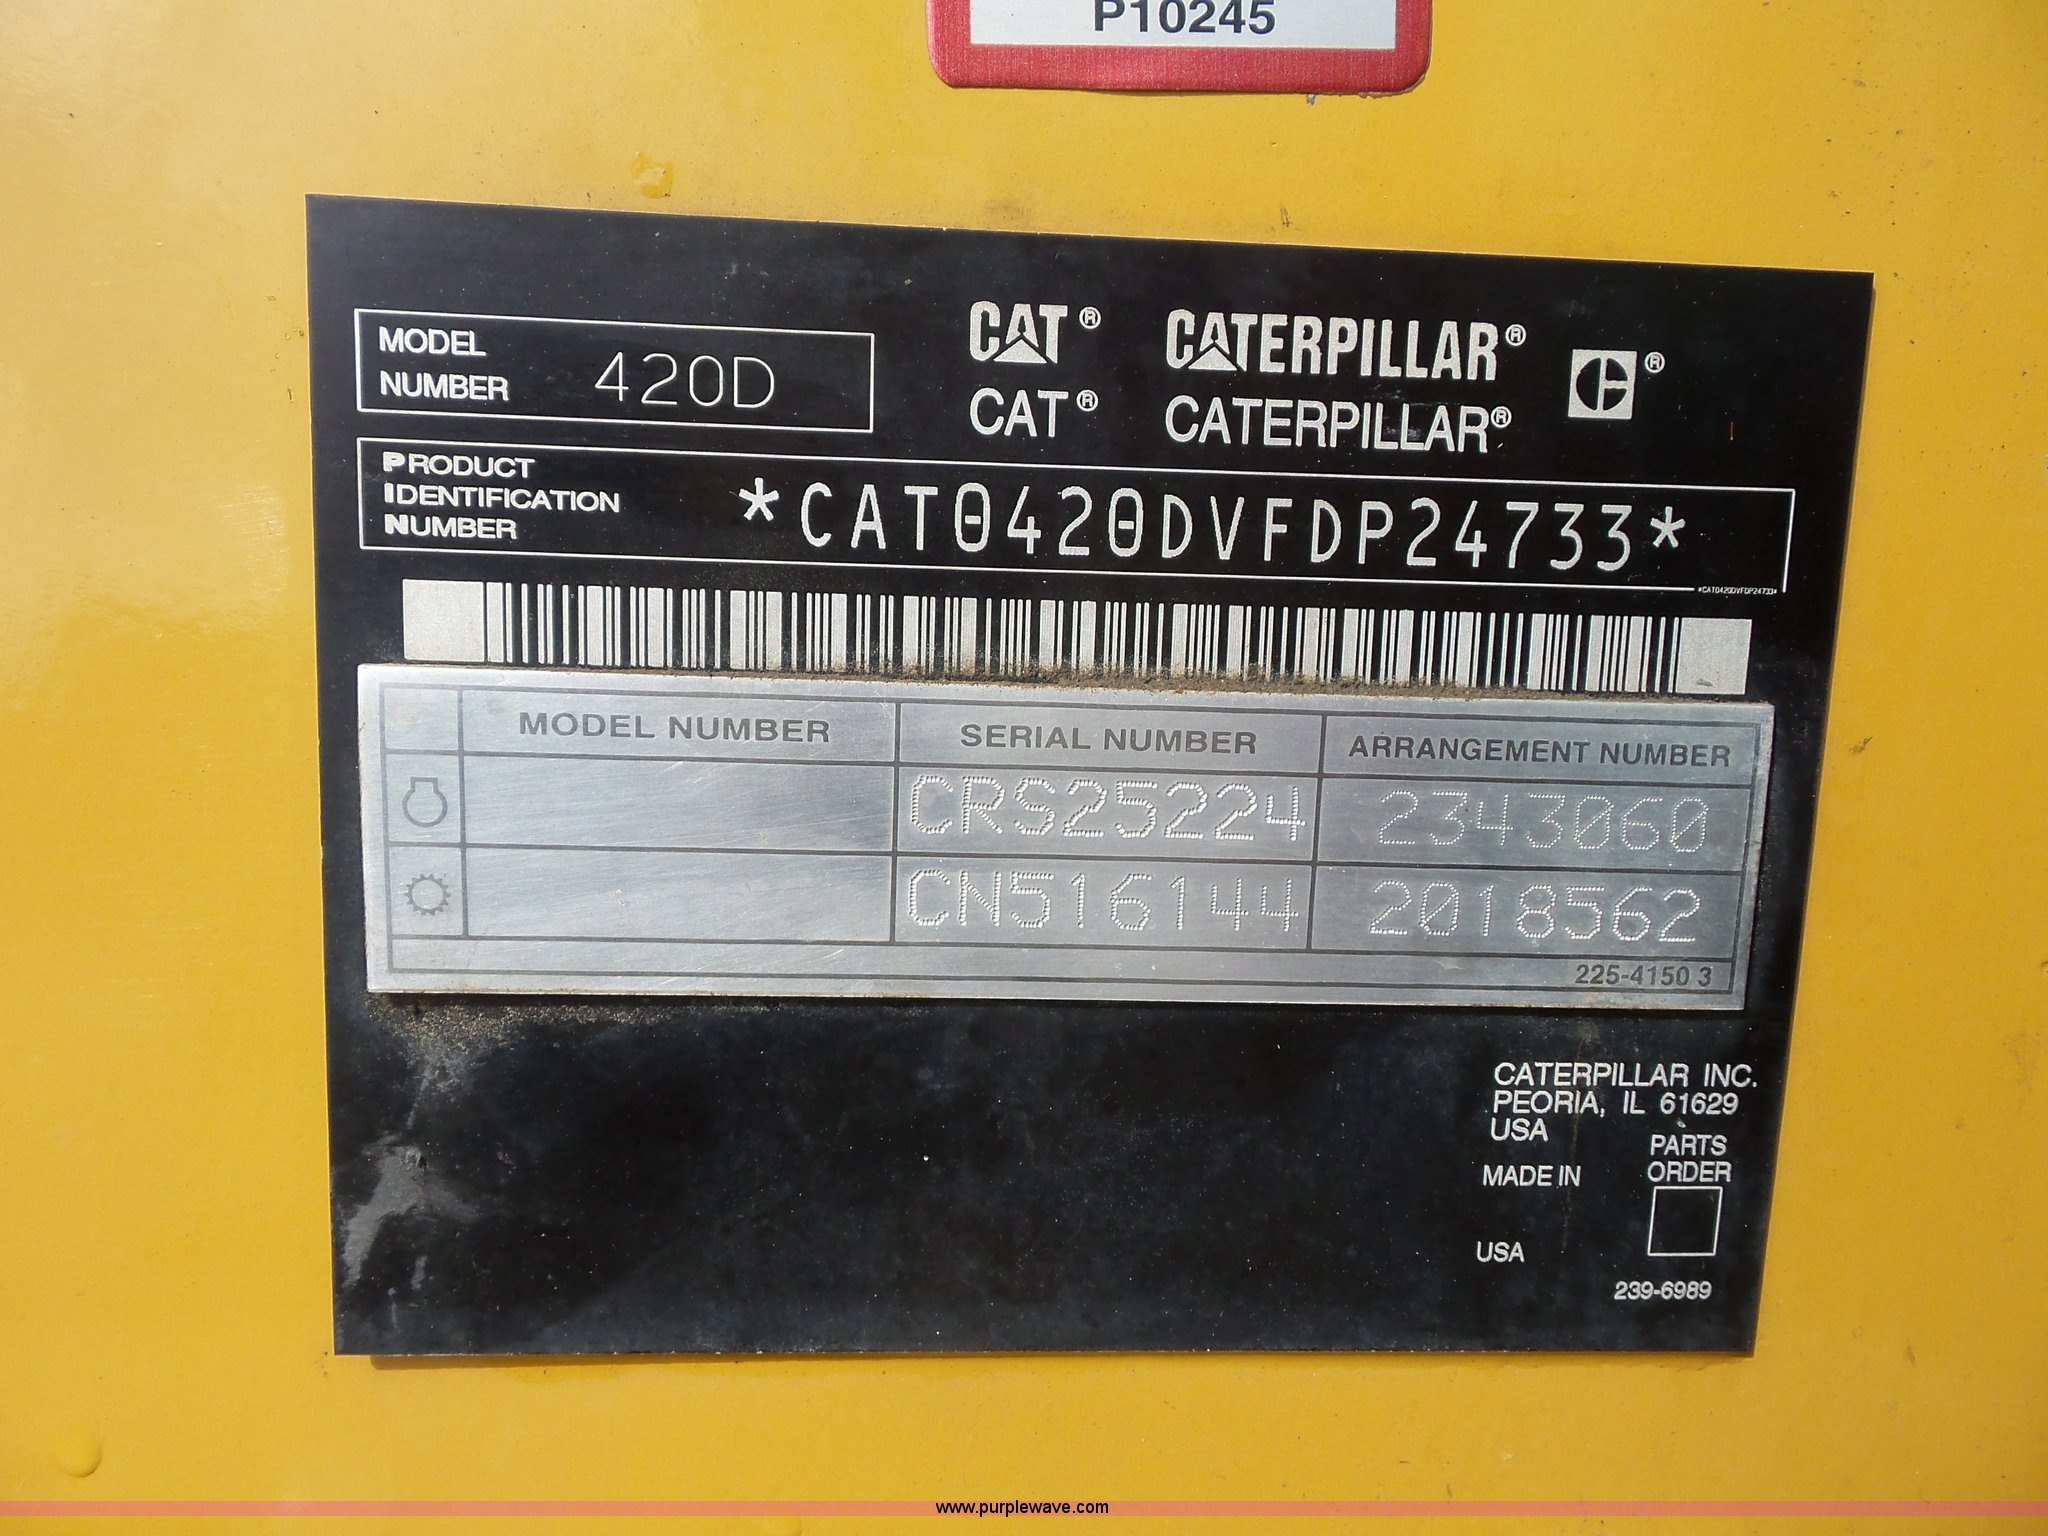 P10245
MODEL
NUMBER 420D
CAT® CATERPILLAR®
CAT® CATERPILLAR® ®
PRODUCT
IDENTIFICATION
NUMBER
*CAT0420DVFDP24733*
*CAT0420DVFDP24733*
MODEL NUMBER SERIAL NUMBER ARRANGEMENT NUMBER
CRS25224 2343060
CN516144 2018562
225-4150 3
CATERPILLAR INC.
PEORIA, IL 61629
USA
PARTS
ORDER
MADE IN
USA
239-6989
www.purplewave.com